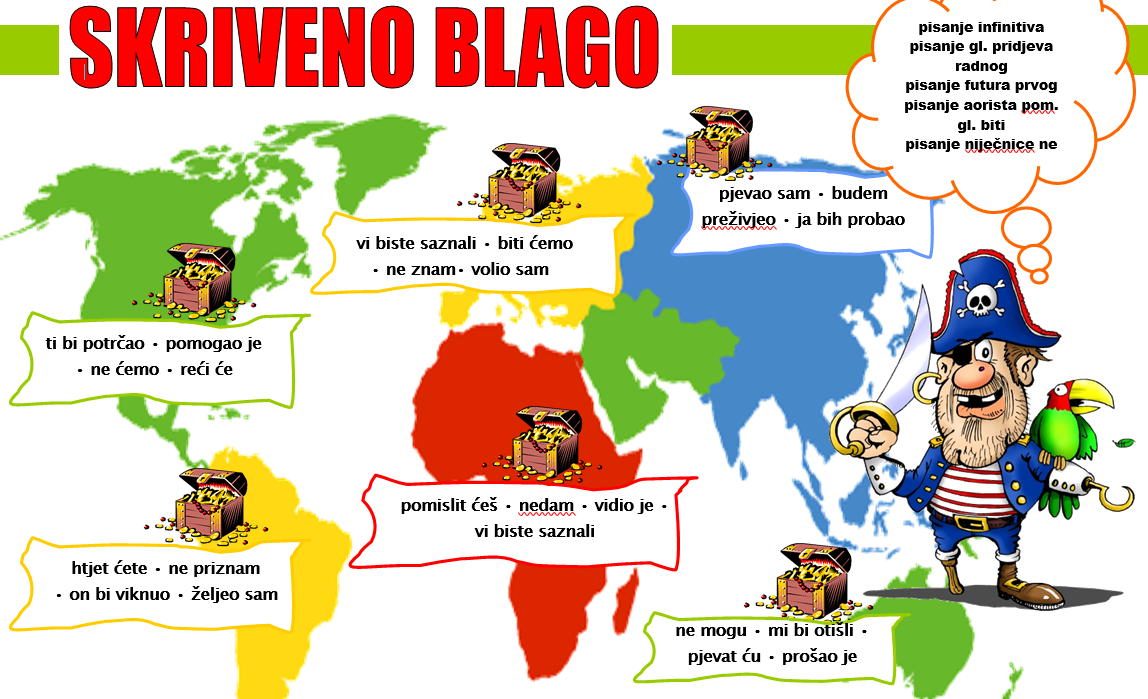 SKRIVENO BLAGO
pisanje infinitiva
pisanje gl. pridjeva
radnog
pisanje futura prvog
pisanje aorista pom.
gl. biti
pisanje niječnice ne
pjevao sam • budem
preživjeo • ja bih probao
vi biste saznali • biti ćemo
• ne znam • volio sam
ti bi potrčao • pomogao je
• ne ćemo • reći će
pomislit ćeš • nedam • vidio je •
vi biste saznali
htjet ćete • ne priznam
• on bi viknuo • željeo sam
ne mogu • mi bi otišli •
pjevat ću • prošao je